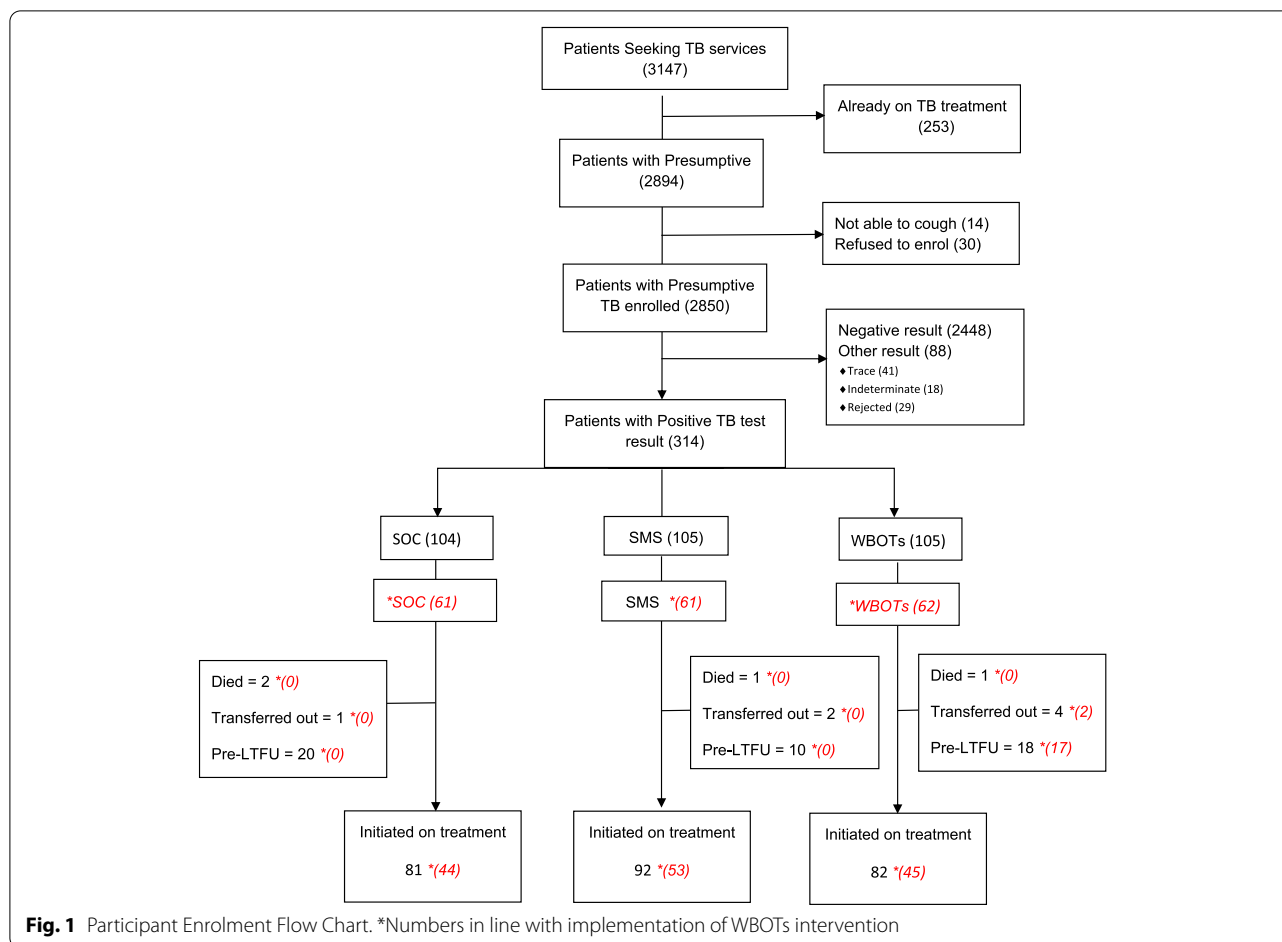 Patients Seeking TB services
(3147)
Already on TB treatment
(253)
Patients with Presumptive
(2894)
Not able to cough (14)
Refused to enrol (30)
Patients with Presumptive
TB enrolled (2850)
Negative result (2448)
Other result (88)
♦Trace (41)
♦Indeterminate (18)
♦Rejected (29)
Patients with Positive TB test
result (314)
SOC (104)
SMS (105)
WBOTs (105)
*SOC (61)
SMS *(61)
*WBOTs (62)
Died = 2 *(0)
Transferred out = 1 *(0)
Pre-LTFU = 20 *(0)
Died = 1 *(0)
Transferred out = 2 *(0)
Pre-LTFU = 10 *(0)
Died = 1 *(0)
Transferred out = 4 *(2)
Pre-LTFU = 18 *(17)
Initiated on treatment
81 *(44)
Initiated on treatment
92 *(53)
Initiated on treatment
82 *(45)
Fig. 1 Participant Enrolment Flow Chart. *Numbers in line with implementation of WBOTs intervention